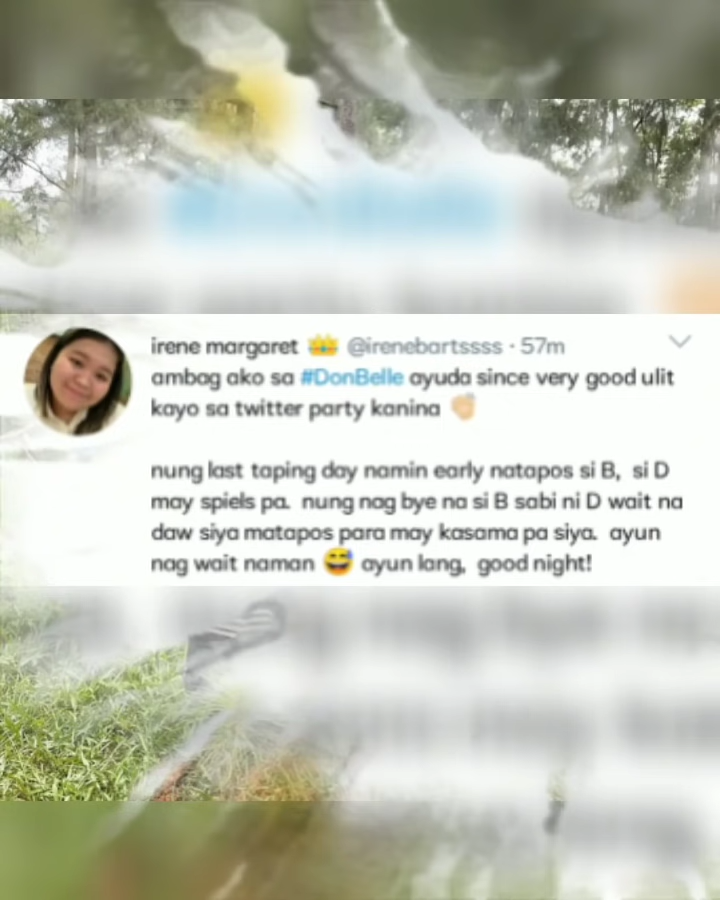 irene margaret 👑 @irenebartssss · 57m
ambag ako sa #DonBelle ayuda since very good ulit
kayo sa twitter party kanina 👏🏻
nung last taping day namin early natapos si B, si D
may spiels pa. nung nag bye na si B sabi ni D wait na
daw siya matapos para may kasama pa siya. ayun
nag wait naman 😅 ayun lang, good night!